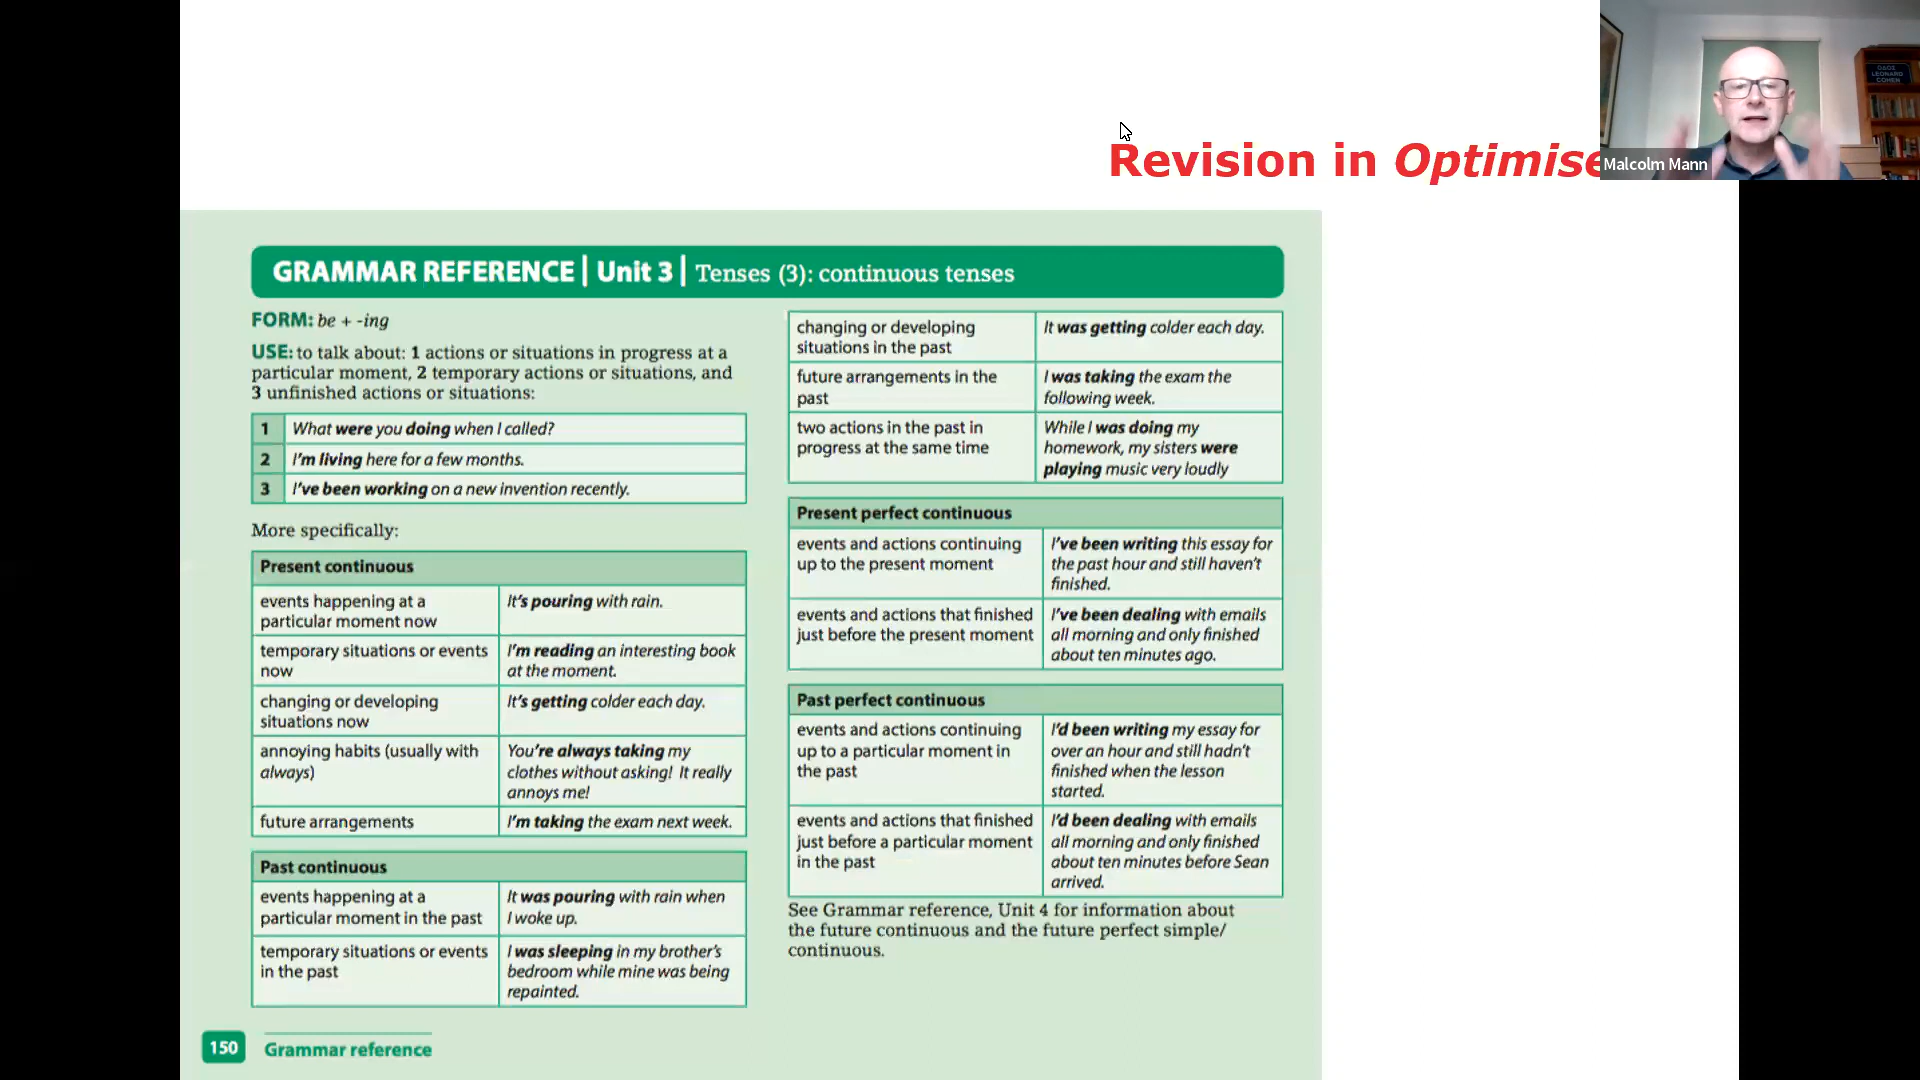 Revision in Optimise
Malcolm Mann
GRAMMAR REFERENCE | Unit 3 | Tenses (3): continuous tenses
FORM: be + -ing
USE: to talk about: 1 actions or situations in progress at a
particular moment, 2 temporary actions or situations, and
3 unfinished actions or situations:
1 What were you doing when I called?
2 I'm living here for a few months.
3 I've been working on a new invention recently.
More specifically:
Present continuous
events happening at a
particular moment now
It's pouring with rain.
temporary situations or events
now
I'm reading an interesting book
at the moment.
changing or developing
situations now
It's getting colder each day.
annoying habits (usually with
always)
You're always taking my
clothes without asking! It really
annoys me!
future arrangements
I'm taking the exam next week.
Past continuous
events happening at a
particular moment in the past
It was pouring with rain when
I woke up.
temporary situations or events
in the past
I was sleeping in my brother's
bedroom while mine was being
repainted.
changing or developing
situations in the past
It was getting colder each day.
future arrangements in the
past
I was taking the exam the
following week.
two actions in the past in
progress at the same time
While I was doing my
homework, my sisters were
playing music very loudly
Present perfect continuous
events and actions continuing
up to the present moment
I've been writing this essay for
the past hour and still haven't
finished.
events and actions that finished
just before the present moment
I've been dealing with emails
all morning and only finished
about ten minutes ago.
Past perfect continuous
events and actions continuing
up to a particular moment in
the past
I'd been writing my essay for
over an hour and still hadn't
finished when the lesson
started.
events and actions that finished
just before a particular moment
in the past
I'd been dealing with emails
all morning and only finished
about ten minutes before Sean
arrived.
See Grammar reference, Unit 4 for information about
the future continuous and the future perfect simple/
continuous.
150 Grammar reference
LEONARD
COHEN